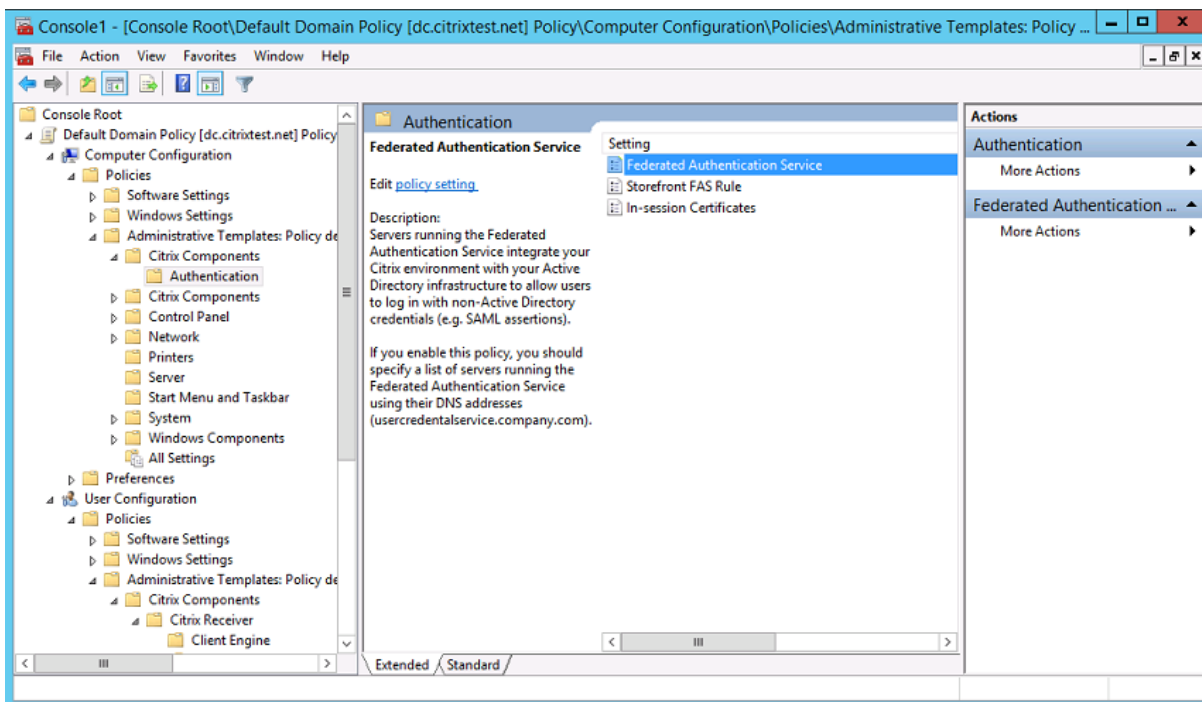 Console1 - [Console Root\Default Domain Policy [dc.citrixtest.net] Policy\Computer Configuration\Policies\Administrative Templates: Policy ...
File Action View Favorites Window Help
Console Root
Default Domain Policy [dc.citrixtest.net] Policy
Computer Configuration
Policies
Software Settings
Windows Settings
Administrative Templates: Policy de
Citrix Components
Authentication
Citrix Components
Control Panel
Network
Printers
Server
Start Menu and Taskbar
System
Windows Components
All Settings
Preferences
User Configuration
Policies
Software Settings
Windows Settings
Administrative Templates: Policy de
Citrix Components
Citrix Receiver
Client Engine
Authentication
Federated Authentication Service
Edit policy setting
Description:
Servers running the Federated
Authentication Service integrate your
Citrix environment with your Active
Directory infrastructure to allow users
to log in with non-Active Directory
credentials (e.g. SAML assertions).
If you enable this policy, you should
specify a list of servers running the
Federated Authentication Service
using their DNS addresses
(usercredentalservice.company.com).
Setting
Federated Authentication Service
Storefront FAS Rule
In-session Certificates
Extended
Standard
Actions
Authentication
More Actions
Federated Authentication ...
More Actions